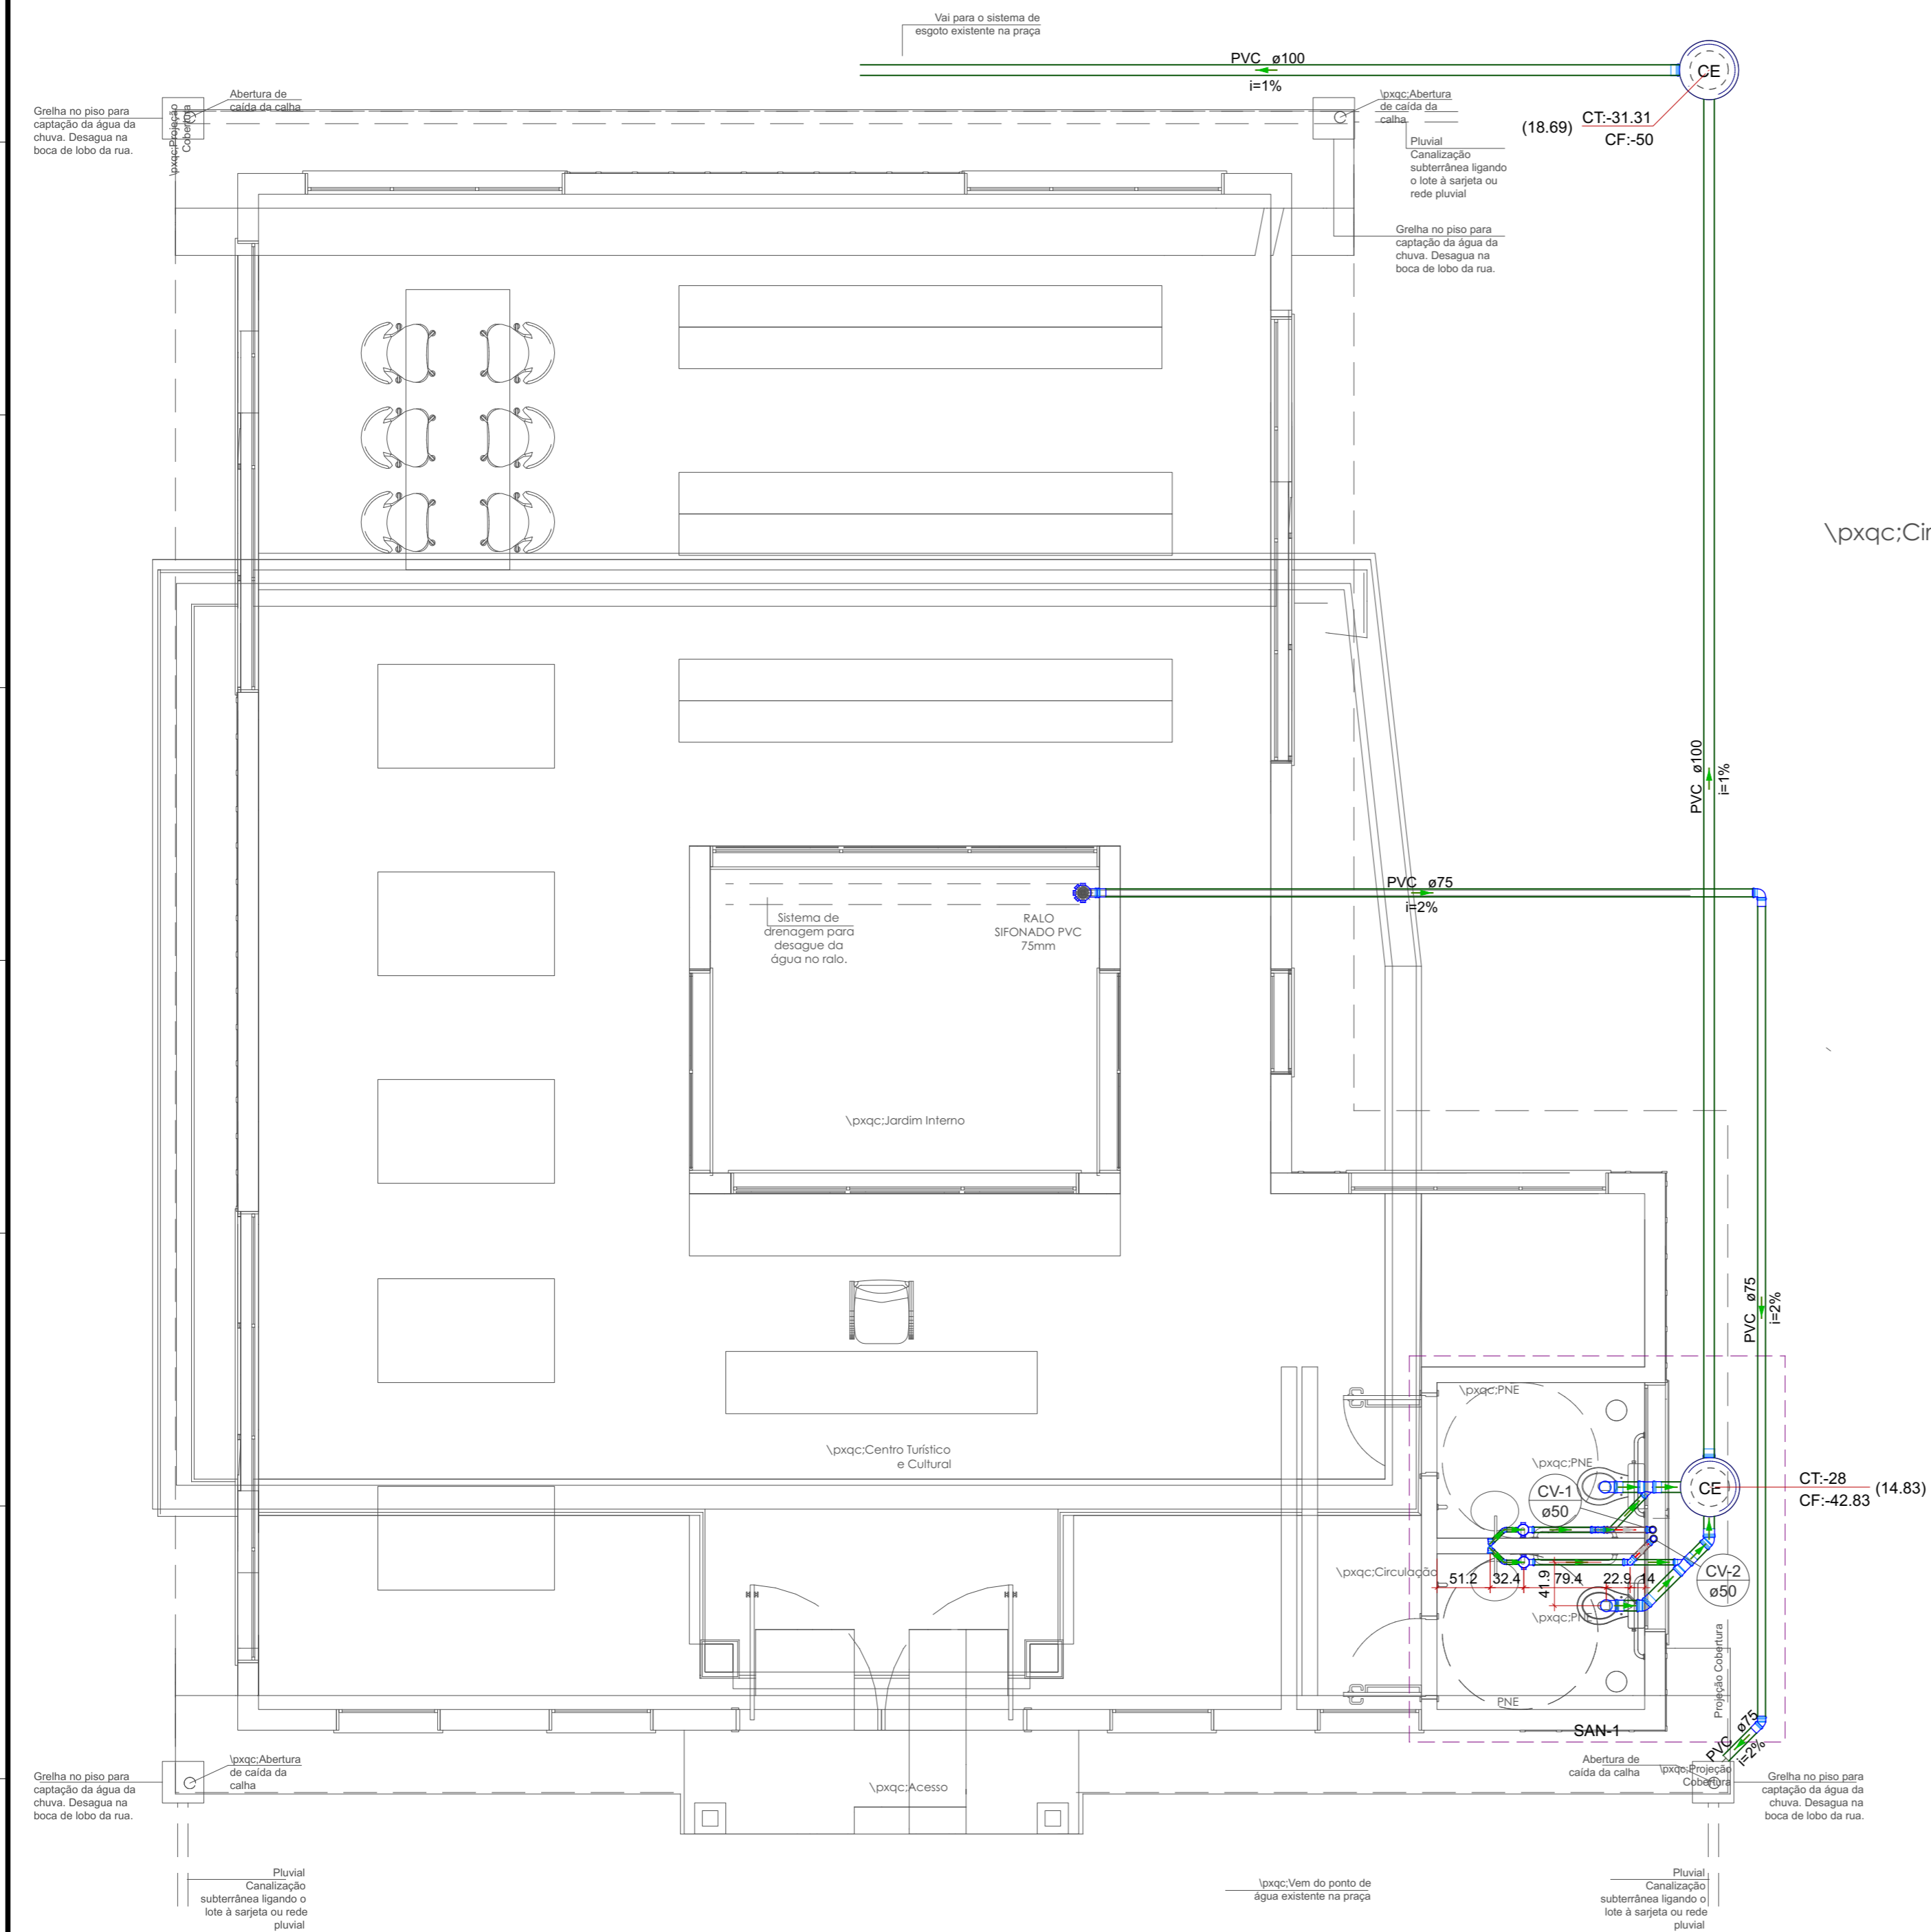 Vai para o sistema de
esgoto existente na praça
PVC ø100
i=1%
CE
CT:-31.31
(18.69)
CF:-50
Grelha no piso para
captação da água da
chuva. Desagua na
boca de lobo da rua.
Abertura de
caída da calha
\pxqc;Projeção
Cobertura
\pxqc;Abertura
de caída da
calha
Pluvial
Canalização
subterrânea ligando
o lote à sarjeta ou
rede pluvial
Grelha no piso para
captação da água da
chuva. Desagua na
boca de lobo da rua.
\pxqc;Cir
PVC ø100
i=1%
PVC ø75
i=2%
Sistema de
drenagem para
desague da
água no ralo.
RALO
SIFONADO PVC
75mm
\pxqc;Jardim Interno
PVC ø75
i=2%
\pxqc;PNE
\pxqc;Centro Turístico
e Cultural
\pxqc;PNE
CV-1
ø50
CE
CT:-28
(14.83)
CF:-42.83
\pxqc;Circulação
51.2
32.4
41.9
79.4
22.9
14
CV-2
ø50
\pxqc;PNE
Projeção Cobertura
PNE
SAN-1
PVC ø75
i=2%
Grelha no piso para
captação da água da
chuva. Desagua na
boca de lobo da rua.
\pxqc;Abertura
de caída da
calha
\pxqc;Acesso
Abertura de
caída da calha
\pxqc;Projeção
Cobertura
Grelha no piso para
captação da água da
chuva. Desagua na
boca de lobo da rua.
Pluvial
Canalização
subterrânea ligando o
lote à sarjeta ou rede
pluvial
\pxqc;Vem do ponto de
água existente na praça
Pluvial
Canalização
subterrânea ligando o
lote à sarjeta ou rede
pluvial